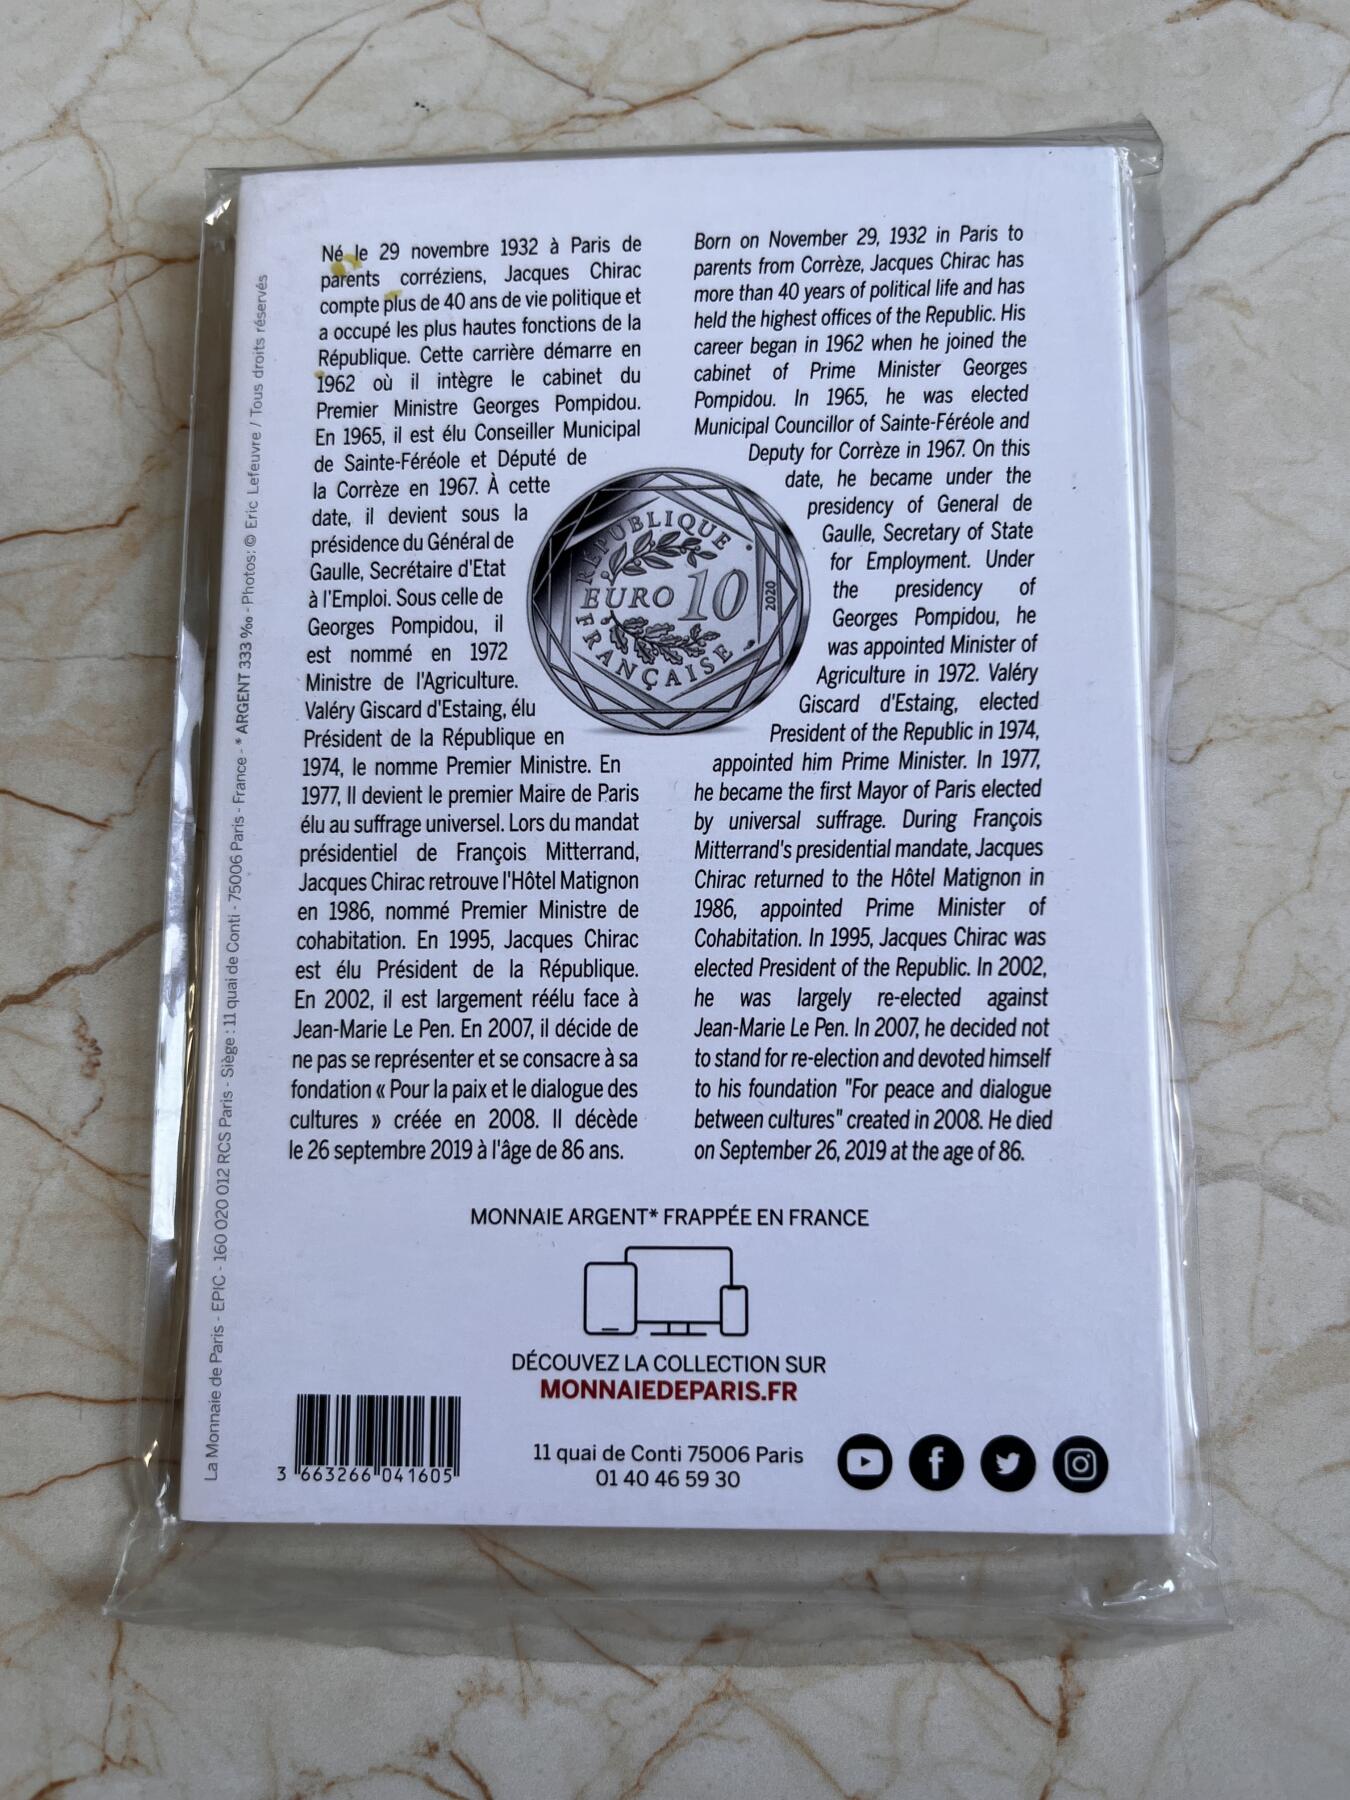 Né le 29 novembre 1932 à Paris de
parents corréziens, Jacques Chirac
compte plus de 40 ans de vie politique et
a occupé les plus hautes fonctions de la
République. Cette carrière démarre en
1962 où il intègre le cabinet du
Premier Ministre Georges Pompidou.
En 1965, il est élu Conseiller Municipal
de Sainte-Féréole et Député de
la Corrèze en 1967. À cette
date, il devient sous la
présidence du Général de
Gaulle, Secrétaire d'Etat
à l'Emploi. Sous celle de
Georges Pompidou, il
est nommé en 1972
Ministre de l'Agriculture.
Valéry Giscard d'Estaing, élu
Président de la République en
1974, le nomme Premier Ministre. En
1977, Il devient le premier Maire de Paris
élu au suffrage universel. Lors du mandat
présidentiel de François Mitterrand,
Jacques Chirac retrouve l'Hôtel Matignon
en 1986, nommé Premier Ministre de
cohabitation. En 1995, Jacques Chirac
est élu Président de la République.
En 2002, il est largement réélu face à
Jean-Marie Le Pen. En 2007, il décide de
ne pas se représenter et se consacre à sa
fondation « Pour la paix et le dialogue des
cultures » créée en 2008. Il décède
le 26 septembre 2019 à l'âge de 86 ans.
Born on November 29, 1932 in Paris to
parents from Corrèze, Jacques Chirac has
more than 40 years of political life and has
held the highest offices of the Republic. His
career began in 1962 when he joined the
cabinet of Prime Minister Georges
Pompidou. In 1965, he was elected
Municipal Councillor of Sainte-Féréole and
Deputy for Corrèze in 1967. On this
date, he became under the
presidency of General de
Gaulle, Secretary of State
for Employment. Under
the presidency of
Georges Pompidou, he
was appointed Minister of
Agriculture in 1972. Valéry
Giscard d'Estaing, elected
President of the Republic in 1974,
appointed him Prime Minister. In 1977,
he became the first Mayor of Paris elected
by universal suffrage. During François
Mitterrand's presidential mandate, Jacques
Chirac returned to the Hôtel Matignon in
1986, appointed Prime Minister of
Cohabitation. In 1995, Jacques Chirac was
elected President of the Republic. In 2002,
he was largely re-elected against
Jean-Marie Le Pen. In 2007, he decided not
to stand for re-election and devoted himself
to his foundation "For peace and dialogue
between cultures" created in 2008. He died
on September 26, 2019 at the age of 86.
RÉPUBLIQUE
EURO 10
2020
FRANÇAISE
MONNAIE ARGENT* FRAPPÉE EN FRANCE
DÉCOUVEZ LA COLLECTION SUR
MONNAIEDEPARIS.FR
11 quai de Conti 75006 Paris
01 40 46 59 30
3 663266 041605
La Monnaie de Paris - EPIC - 160 020 012 RCS Paris - Siège : 11 quai de Conti - 75006 Paris - France - * ARGENT 333 ‰ - Photos: © Eric Lefeuvre / Tous droits réservés